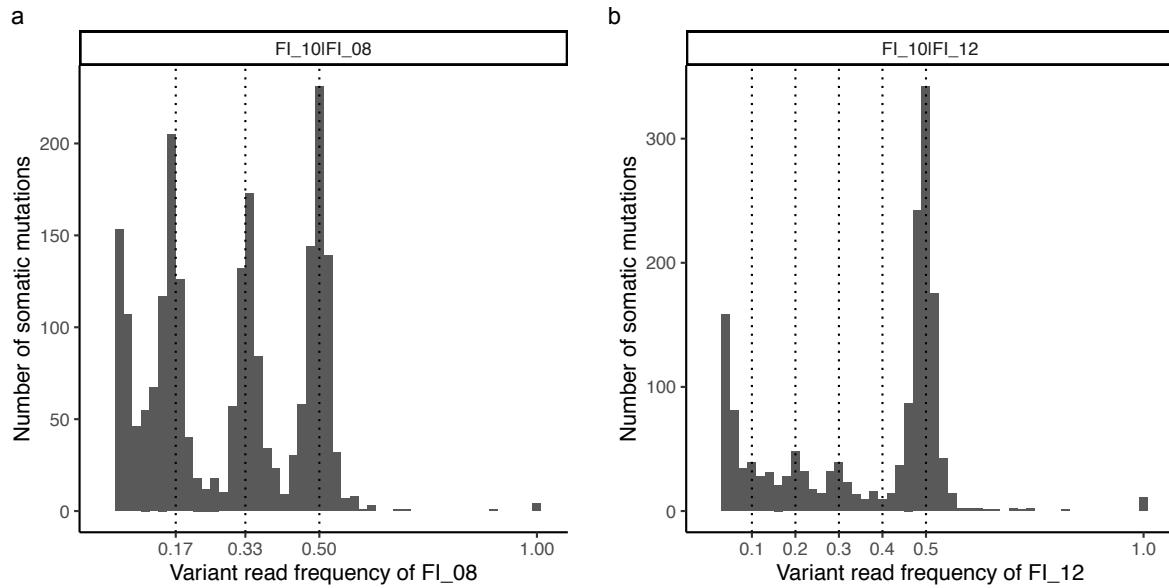 a
FI_10|FI_08
Number of somatic mutations
200
150
100
50
0
0.17 0.33 0.50 1.00
Variant read frequency of FI_08
b
FI_10|FI_12
Number of somatic mutations
300
200
100
0
0.1 0.2 0.3 0.4 0.5 1.0
Variant read frequency of FI_12